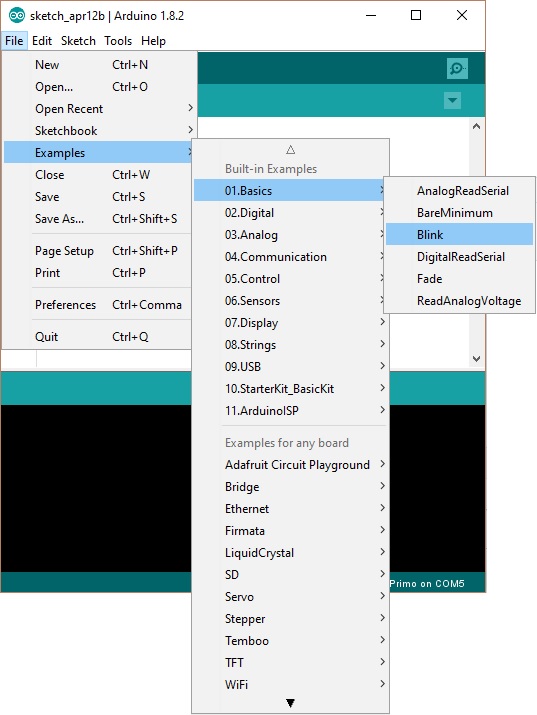 sketch_apr12b | Arduino 1.8.2
File Edit Sketch Tools Help
New Ctrl+N
Open... Ctrl+O
Open Recent
Sketchbook
Examples
Close Ctrl+W
Save Ctrl+S
Save As... Ctrl+Shift+S
Page Setup Ctrl+Shift+P
Print Ctrl+P
Preferences Ctrl+Comma
Quit Ctrl+Q
Built-in Examples
01.Basics
02.Digital
03.Analog
04.Communication
05.Control
06.Sensors
07.Display
08.Strings
09.USB
10.StarterKit_BasicKit
11.ArduinoISP
Examples for any board
Adafruit Circuit Playground
Bridge
Ethernet
Firmata
LiquidCrystal
SD
Servo
Stepper
Temboo
TFT
WiFi
AnalogReadSerial
BareMinimum
Blink
DigitalReadSerial
Fade
ReadAnalogVoltage
Primo on COM5